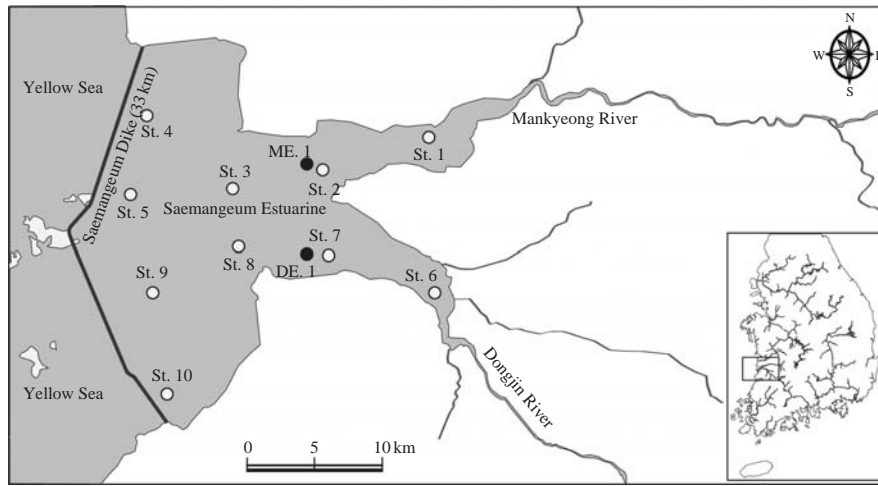 N
W
E
S
Yellow Sea
Saemangeum Dike (33 km)
St. 4
Mankyeong River
ME. 1
St. 1
St. 3
St. 2
St. 5
Saemangeum Estuarine
St. 7
St. 8
DE. 1
St. 9
St. 6
Dongjin River
Yellow Sea
St. 10
0 5 10 km